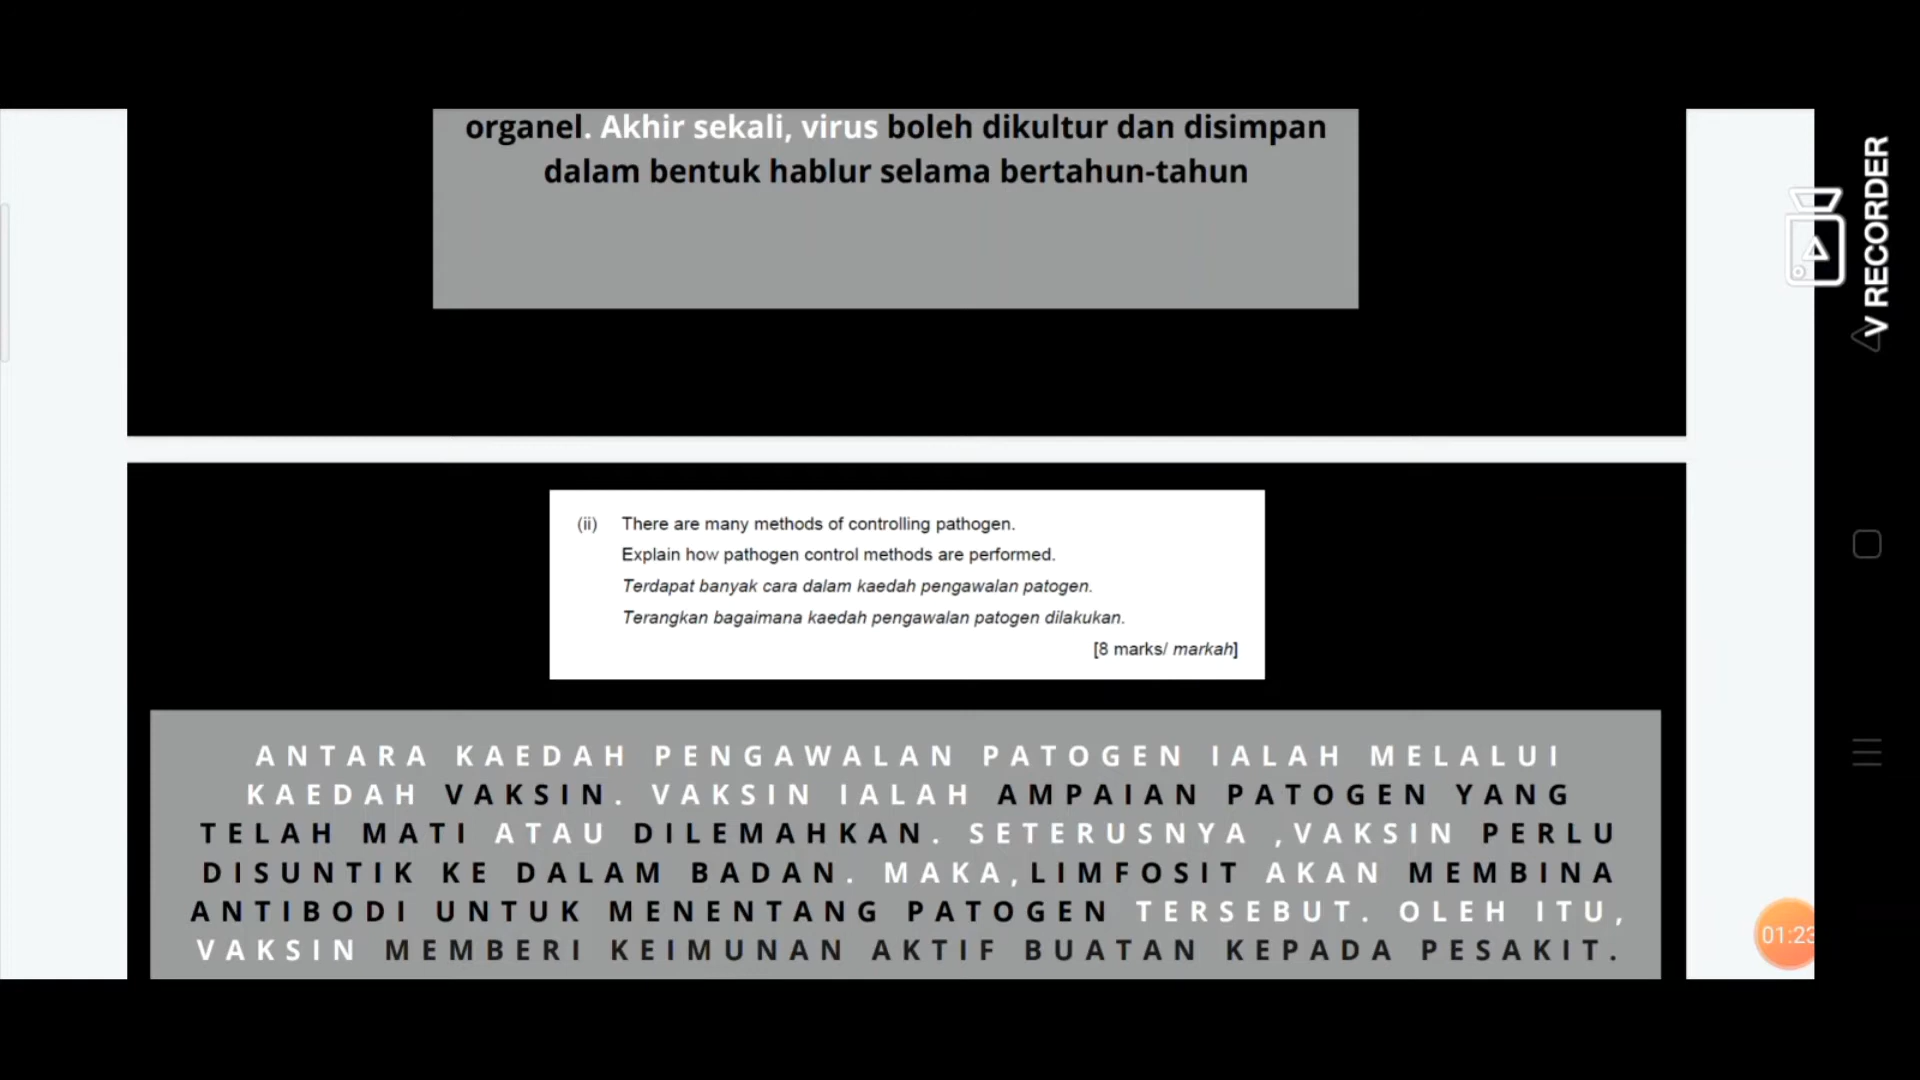 organel. Akhir sekali, virus boleh dikultur dan disimpan
dalam bentuk hablur selama bertahun-tahun
V RECORDER
(ii) There are many methods of controlling pathogen.
Explain how pathogen control methods are performed.
Terdapat banyak cara dalam kaedah pengawalan patogen.
Terangkan bagaimana kaedah pengawalan patogen dilakukan.
[8 marks/ markah]
ANTARA KAEDAH PENGAWALAN PATOGEN IALAH MELALUI
KAEDAH VAKSIN. VAKSIN IALAH AMPAIAN PATOGEN YANG
TELAH MATI ATAU DILEMAHKAN. SETERUSNYA ,VAKSIN PERLU
DISUNTIK KE DALAM BADAN. MAKA,LIMFOSIT AKAN MEMBINA
ANTIBODI UNTUK MENENTANG PATOGEN TERSEBUT. OLEH ITU,
VAKSIN MEMBERI KEIMUNAN AKTIF BUATAN KEPADA PESAKIT.
01:23